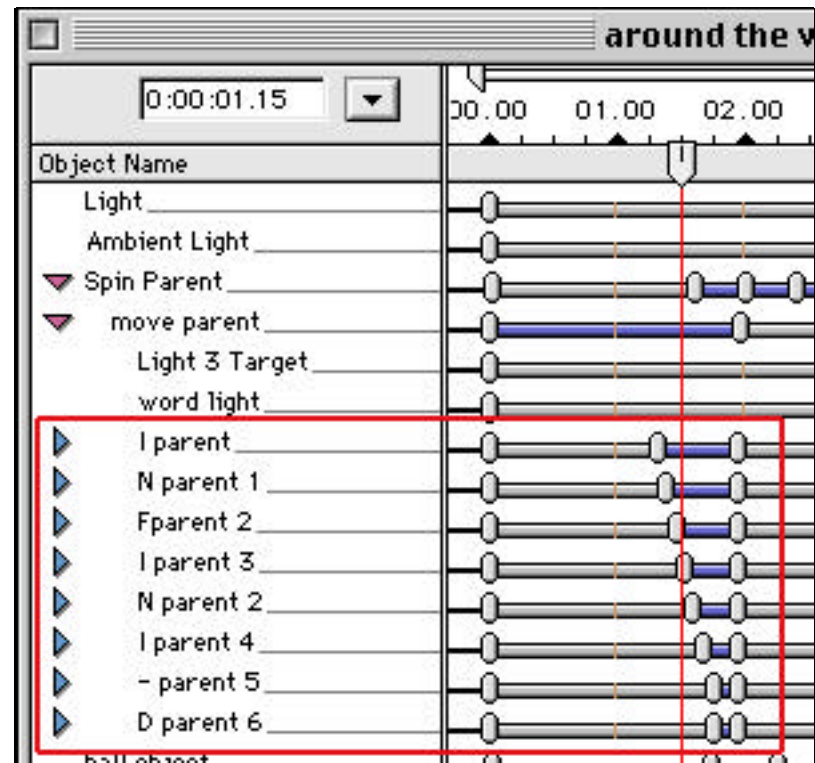 around the
0:00:01.15
00.00 01.00 02.00
Object Name
Light
Ambient Light
Spin Parent
move parent
Light 3 Target
word light
I parent
N parent 1
Fparent 2
I parent 3
N parent 2
I parent 4
- parent 5
D parent 6
ball object